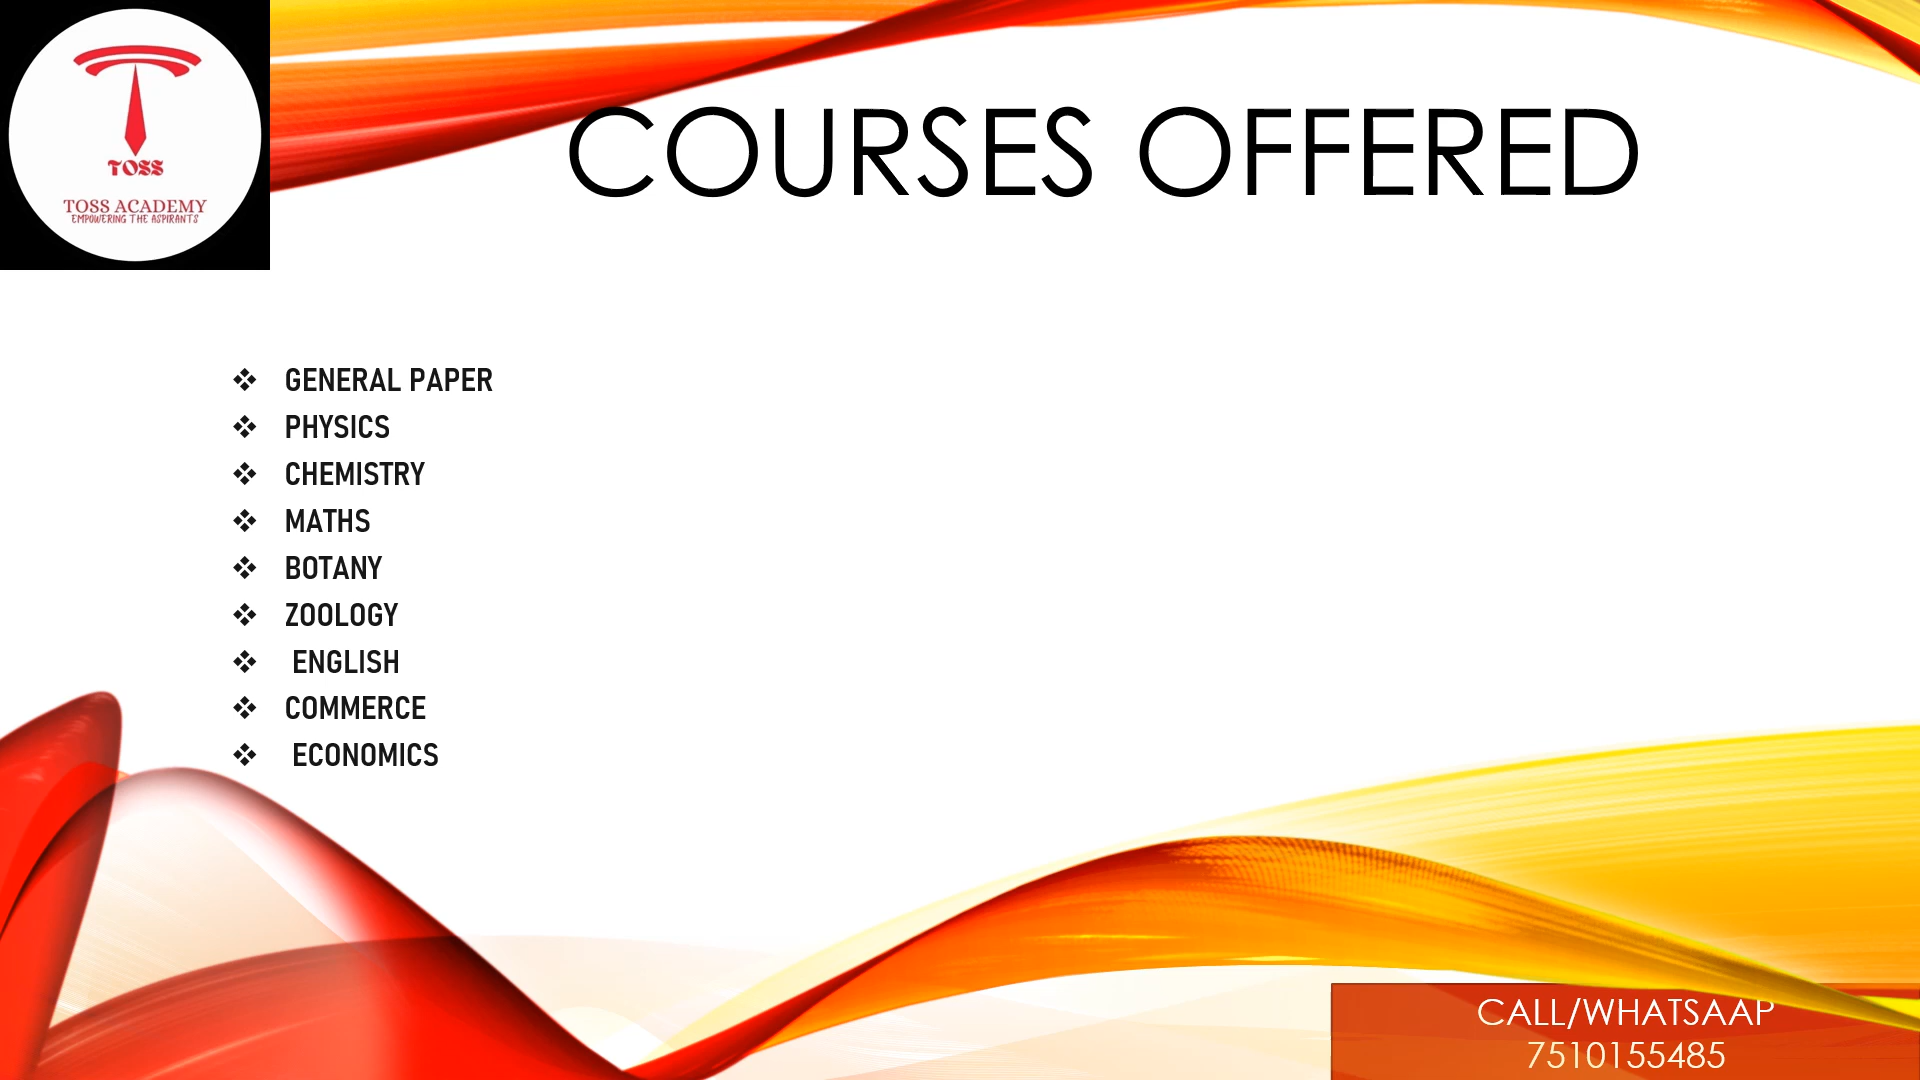 TOSS
TOSS ACADEMY
EMPOWERING THE ASPIRANTS
COURSES OFFERED
❖ GENERAL PAPER
❖ PHYSICS
❖ CHEMISTRY
❖ MATHS
❖ BOTANY
❖ ZOOLOGY
❖ ENGLISH
❖ COMMERCE
❖ ECONOMICS
CALL/WHATSAAP
7510155485